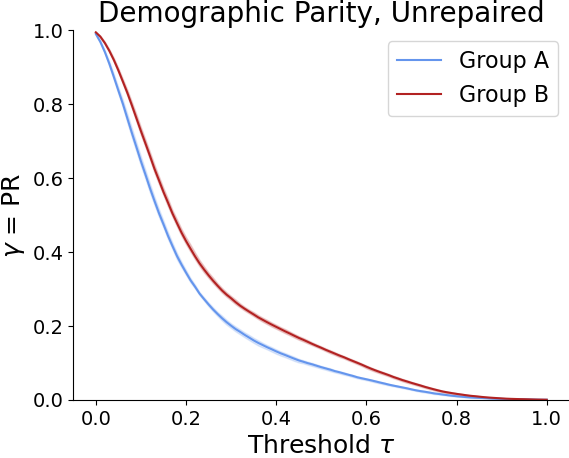 Demographic Parity, Unrepaired
Group A
Group B
γ = PR
1.0
0.8
0.6
0.4
0.2
0.0
0.0 0.2 0.4 0.6 0.8 1.0
Threshold τ